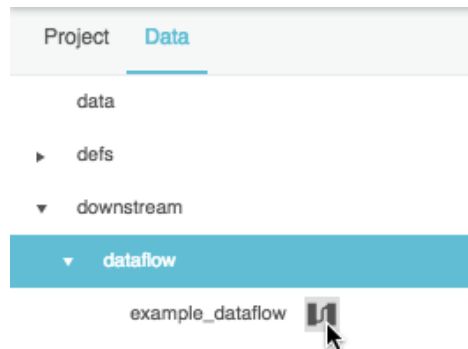 Project Data
data
defs
downstream
dataflow
example_dataflow